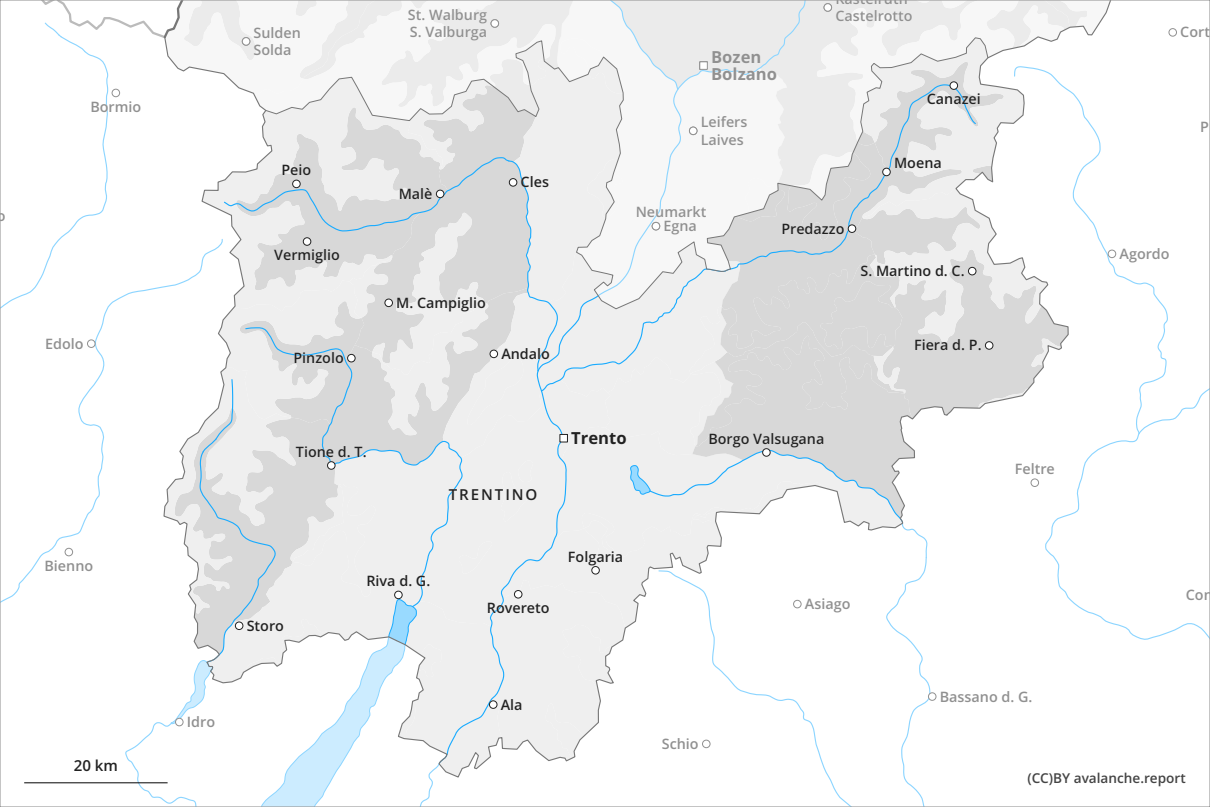 Kastelruth
Castelrotto
St. Walburg
S. Valburga
Sulden
Solda
Cort
Bozen
Bolzano
Bormio
Canazei
Leifers
Laives
P
Moena
Peio
Malè
Cles
Neumarkt
Egna
Predazzo
Vermiglio
Agordo
S. Martino d. C.
M. Campiglio
Edolo
Pinzolo
Andalo
Fiera d. P.
Trento
Borgo Valsugana
Tione d. T.
Feltre
TRENTINO
Bienno
Folgaria
Riva d. G.
Rovereto
Asiago
Cor
Storo
Bassano d. G.
Ala
Idro
Schio
20 km
(CC)BY avalanche.report